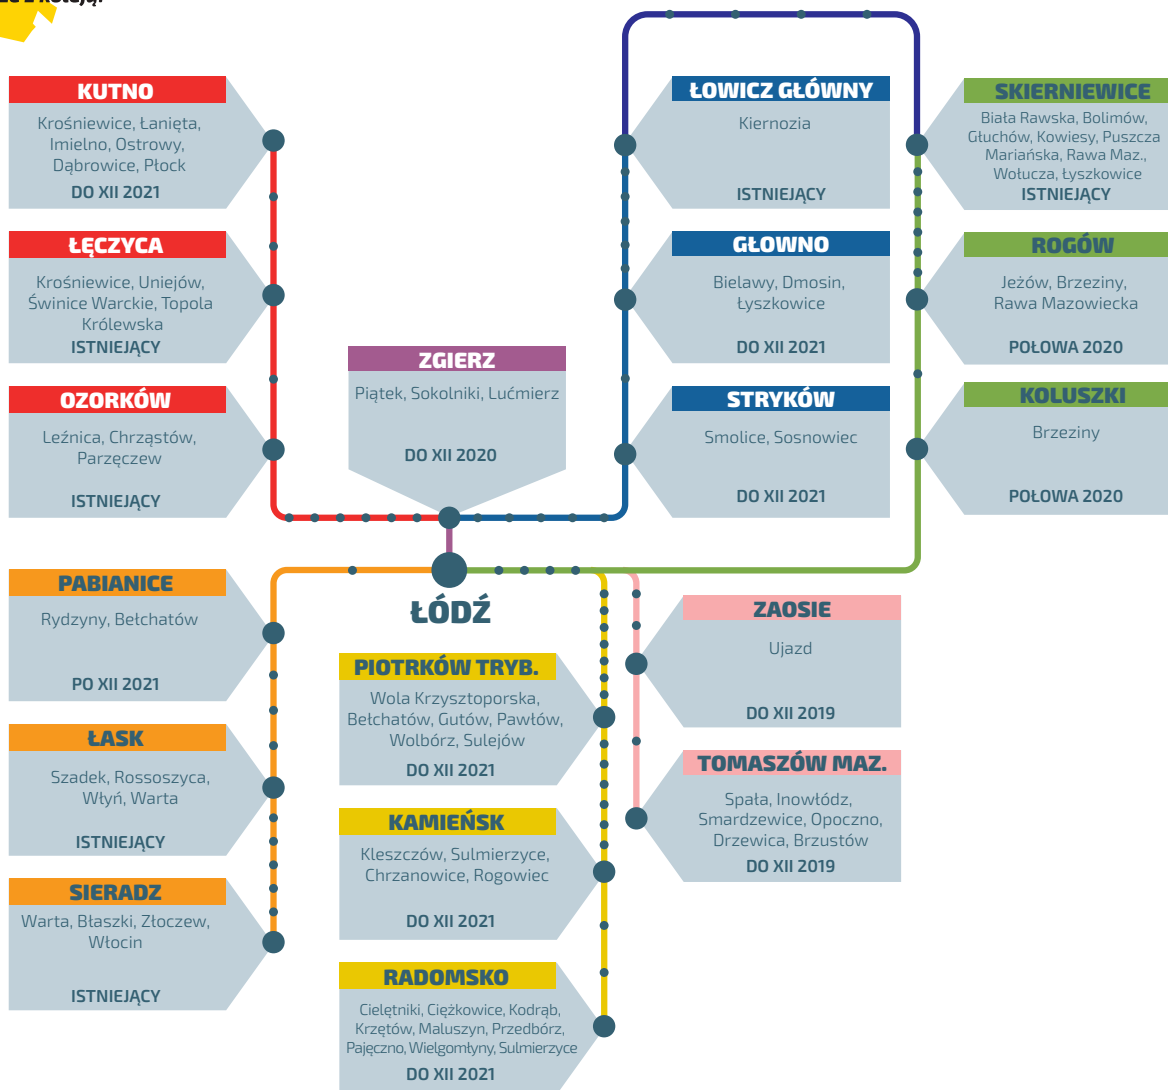 KUTNO
Krośniewice, Łanięta,
Imielno, Ostrowy,
Dąbrowice, Płock
DO XII 2021
ŁĘCZYCA
Krośniewice, Uniejów,
Świnice Warckie, Topola
Królewska
ISTNIEJĄCY
OZORKÓW
Leźnica, Chrząstów,
Parzęczew
ISTNIEJĄCY
ZGIERZ
Piątek, Sokolniki, Lućmierz
DO XII 2020
ŁOWICZ GŁÓWNY
Kiernozia
ISTNIEJĄCY
GŁOWNO
Bielawy, Dmosin,
Łyszkowice
DO XII 2021
STRYKÓW
Smolice, Sosnowiec
DO XII 2021
SKIERNIEWICE
Biała Rawska, Bolimów,
Głuchów, Kowiesy, Puszcza
Mariańska, Rawa Maz.,
Wołucza, Łyszkowice
ISTNIEJĄCY
ROGÓW
Jeżów, Brzeziny,
Rawa Mazowiecka
POŁOWA 2020
KOLUSZKI
Brzeziny
POŁOWA 2020
ŁÓDŹ
PABIANICE
Rydzyny, Bełchatów
PO XII 2021
ŁASK
Szadek, Rossoszyca,
Włyń, Warta
ISTNIEJĄCY
SIERADZ
Warta, Błaszki, Złoczew,
Włocin
ISTNIEJĄCY
PIOTRKÓW TRYB.
Wola Krzysztoporska,
Bełchatów, Gutów, Pawłów,
Wolbórz, Sulejów
DO XII 2021
KAMIEŃSK
Kleszczów, Sulmierzyce,
Chrzanowice, Rogowiec
DO XII 2021
RADOMSKO
Cielętniki, Ciężkowice, Kodrąb,
Krzętów, Maluszyn, Przedbórz,
Pajęczno, Wielgomłyny, Sulmierzyce
DO XII 2021
ZAOSIE
Ujazd
DO XII 2019
TOMASZÓW MAZ.
Spała, Inowłódz,
Smardzewice, Opoczno,
Drzewica, Brzustów
DO XII 2019